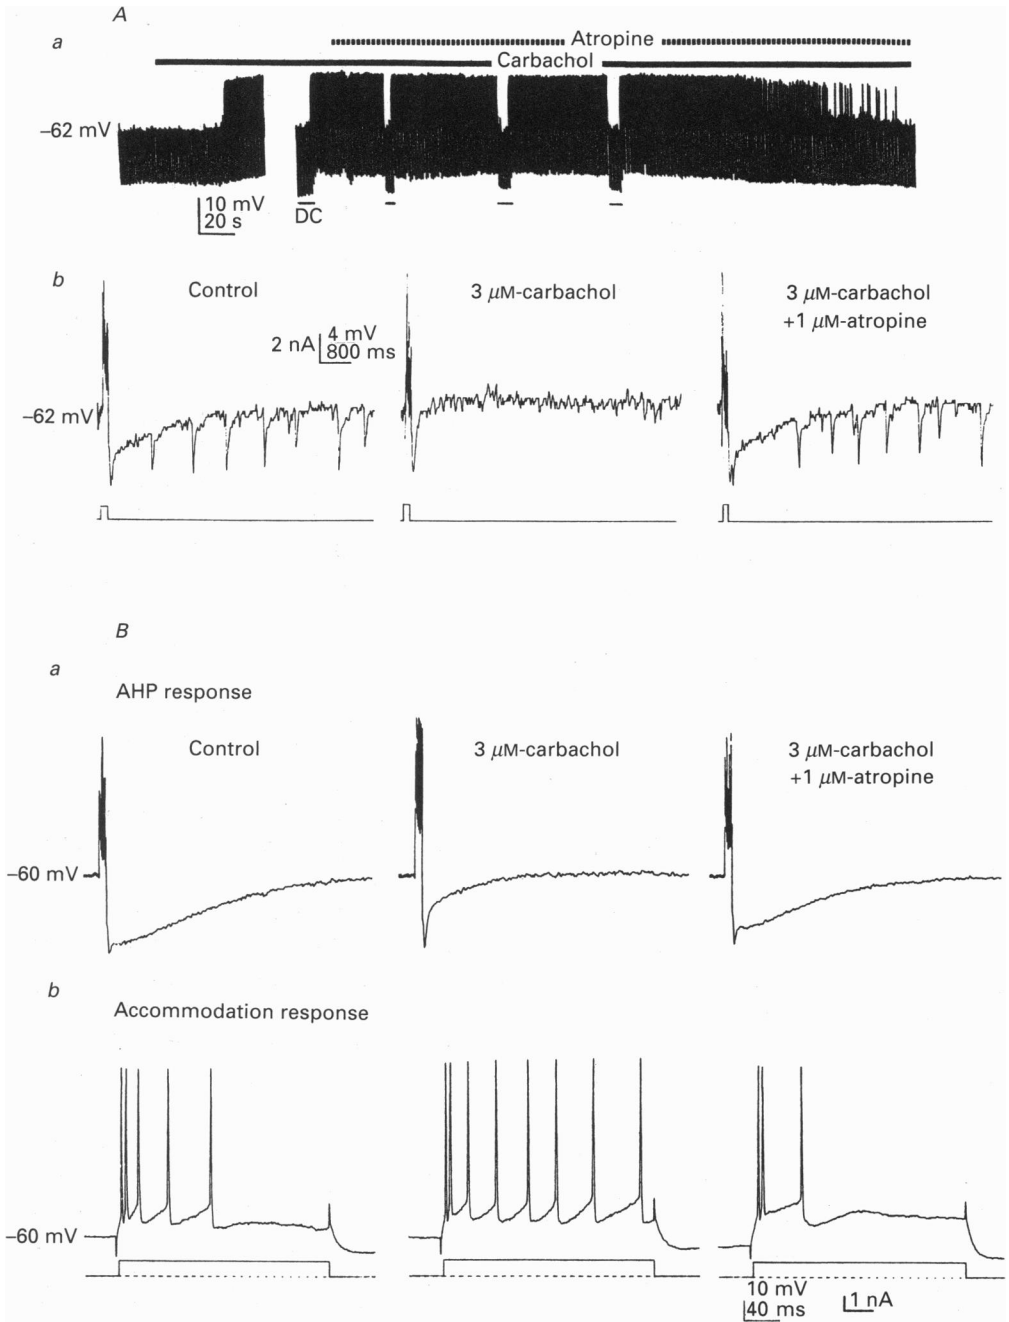 A
a
Atropine
Carbachol
−62 mV
10 mV
20 s
DC
b
Control
3 μM-carbachol
3 μM-carbachol
+1 μM-atropine
2 nA
4 mV
800 ms
−62 mV
B
a
AHP response
Control
3 μM-carbachol
3 μM-carbachol
+1 μM-atropine
−60 mV
b
Accommodation response
−60 mV
10 mV
40 ms
1 nA